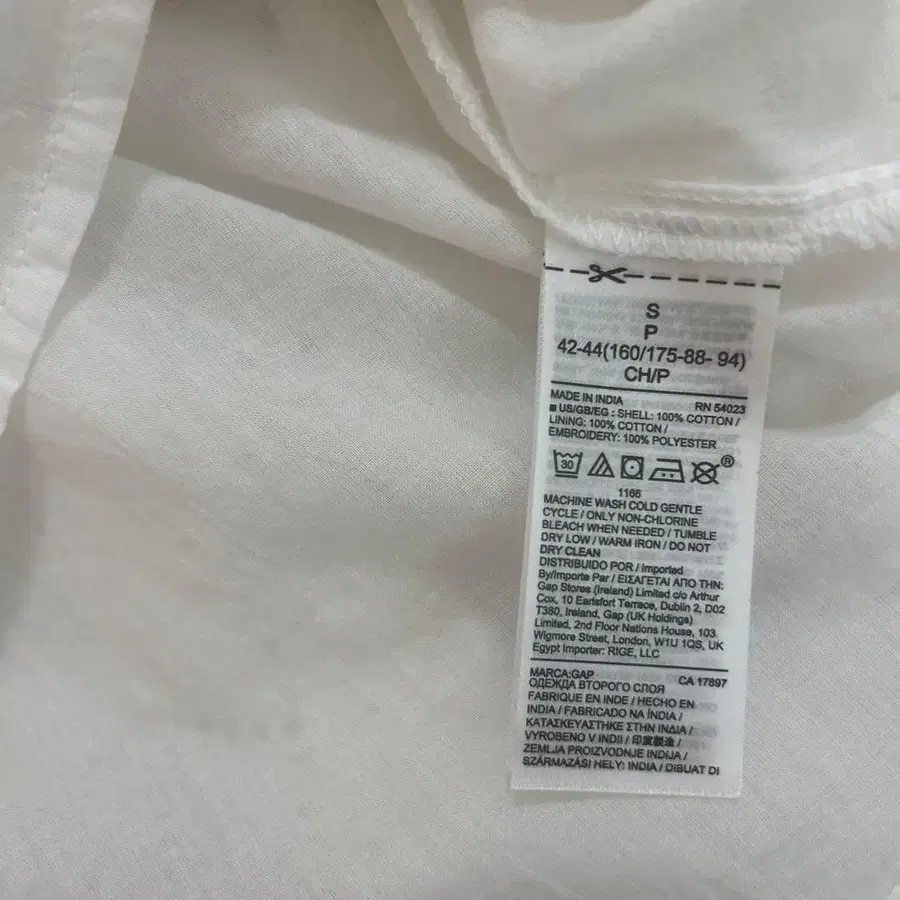 S
P
42-44(160/175-88- 94)
CH/P
MADE IN INDIA RN 54023
■ US/GB/EG : SHELL: 100% COTTON /
LINING: 100% COTTON /
EMBROIDERY: 100% POLYESTER
30 ®
1166
MACHINE WASH COLD GENTLE
CYCLE / ONLY NON-CHLORINE
BLEACH WHEN NEEDED / TUMBLE
DRY LOW / WARM IRON / DO NOT
DRY CLEAN
DISTRIBUIDO POR / Imported
By/Importe Par / ΕΙΣΑΓΕΤΑΙ ΑΠΟ ΤΗΝ:
Gap Stores (Ireland) Limited c/o Arthur
Cox, 10 Earlsfort Terrace, Dublin 2, D02
T380, Ireland, Gap (UK Holdings)
Limited, 2nd Floor Nations House, 103
Wigmore Street, London, W1U 1QS, UK
Egypt Importer: RIGE, LLC
MARCA:GAP CA 17897
ОДЕЖДА ВТОРОГО СЛОЯ
FABRIQUE EN INDE / HECHO EN
INDIA / FABRICADO NA ÍNDIA /
ΚΑΤΑΣΚΕΥΑΣΤΗΚΕ ΣΤΗΝ ΙΝΔΙΑ /
VYROBENO V INDII / 印度製造 /
ZEMLJA PROIZVODNJE INDIJA /
SZÁRMAZÁSI HELY: INDIA / DIBUAT DI